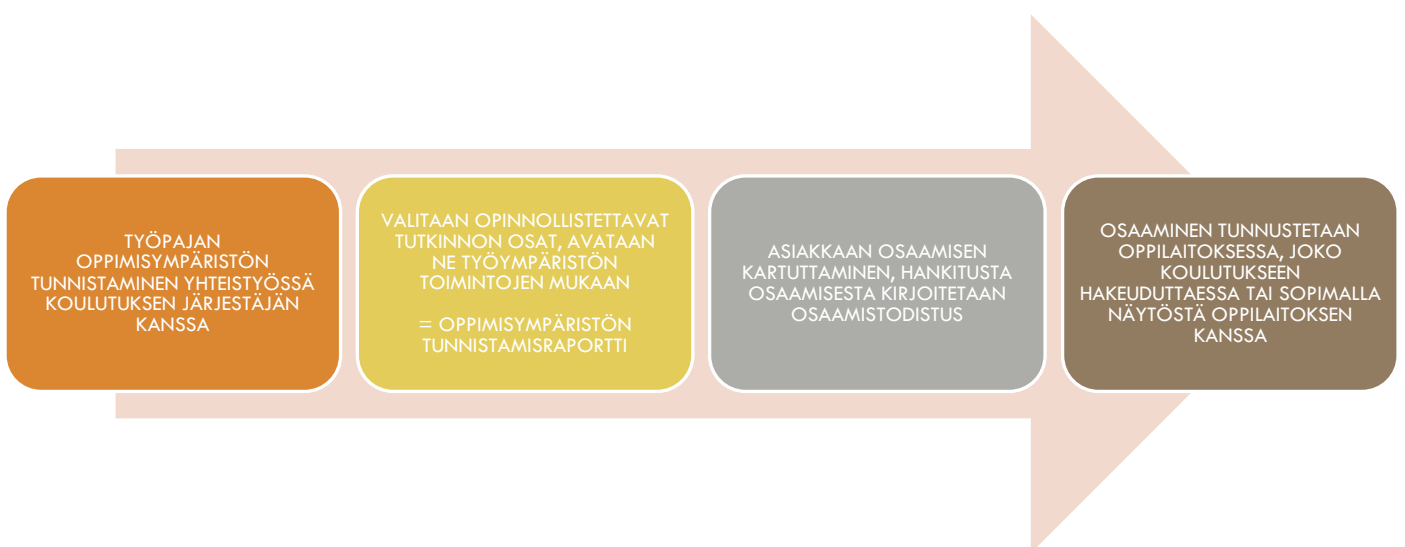 TYÖPAJAN
OPPIMISYMPÄRISTÖN
TUNNISTAMINEN YHTEISTYÖSSÄ
KOULUTUKSEN JÄRJESTÄJÄN
KANSSA
VALITAAN OPINNOLLISTETTAVAT
TUTKINNON OSAT, AVATAAN
NE TYÖYMPÄRISTÖN
TOIMINTOJEN MUKAAN
= OPPIMISYMPÄRISTÖN
TUNNISTAMISRAPORTTI
ASIAKKAAN OSAAMISEN
KARTUTTAMINEN, HANKITUSTA
OSAAMISESTA KIRJOITETAAN
OSAAMISTODISTUS
OSAAMINEN TUNNUSTETAAN
OPPILAITOKSESSA, JOKO
KOULUTUKSEEN
HAKEUDUTTAESSA TAI SOPIMALLA
NÄYTÖSTÄ OPPILAITOKSEN
KANSSA